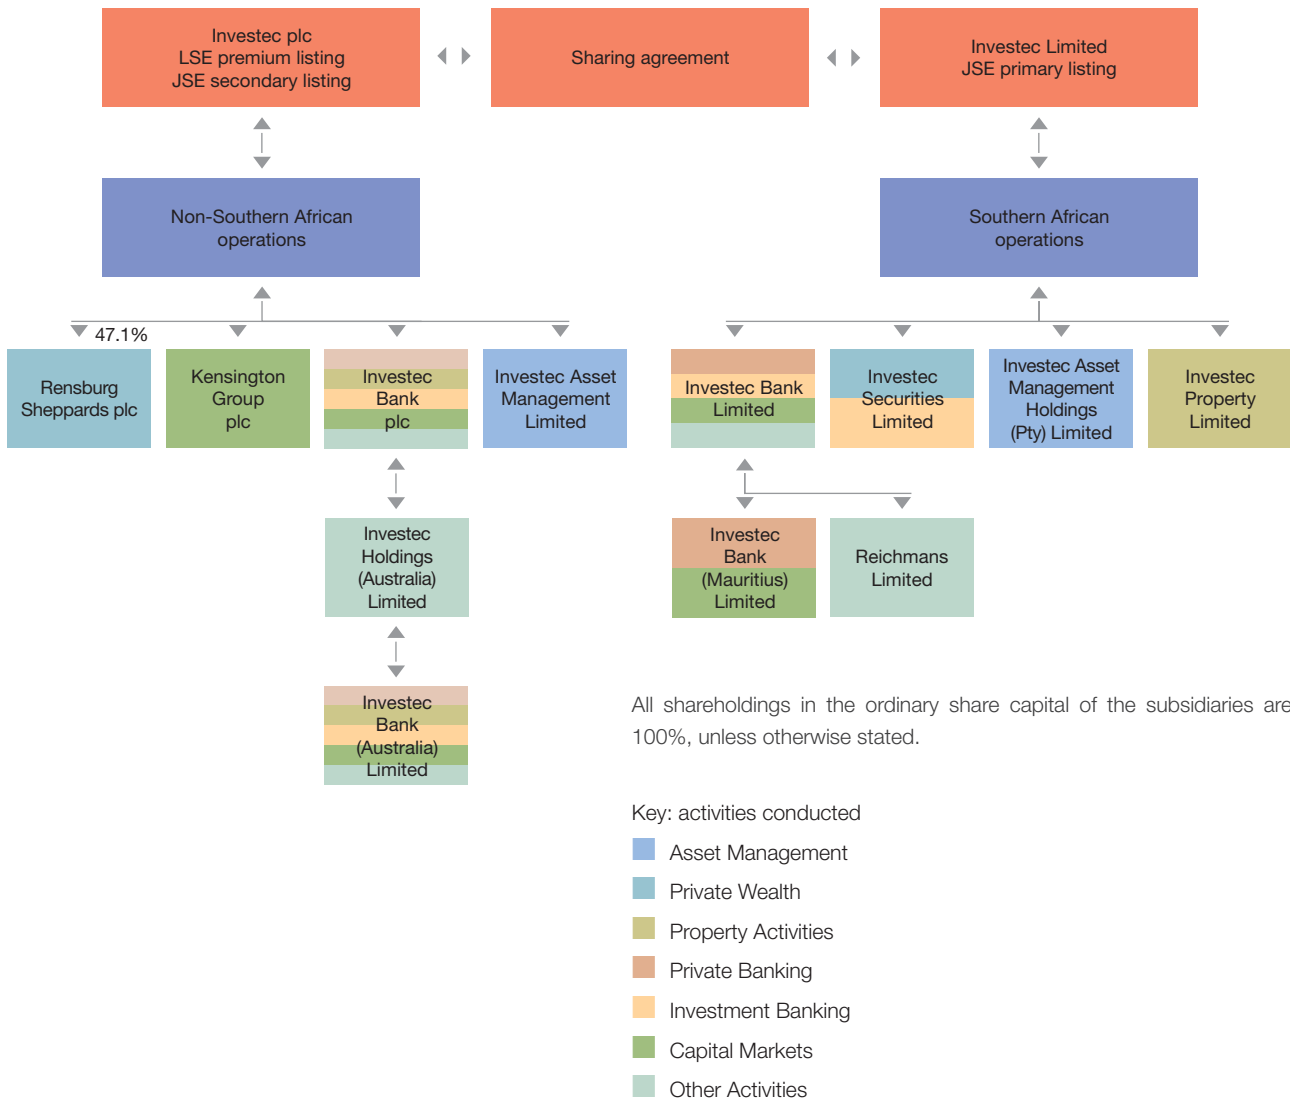 Investec plc
LSE premium listing
JSE secondary listing
Sharing agreement
Investec Limited
JSE primary listing
Non-Southern African
operations
Southern African
operations
47.1%
Rensburg
Sheppards plc
Kensington
Group
plc
Investec
Bank
plc
Investec Asset
Management
Limited
Investec Bank
Limited
Investec
Securities
Limited
Investec Asset
Management
Holdings
(Pty) Limited
Investec
Property
Limited
Investec
Holdings
(Australia)
Limited
Investec
Bank
(Mauritius)
Limited
Reichmans
Limited
Investec
Bank
(Australia)
Limited
All shareholdings in the ordinary share capital of the subsidiaries are
100%, unless otherwise stated.
Key: activities conducted
Asset Management
Private Wealth
Property Activities
Private Banking
Investment Banking
Capital Markets
Other Activities